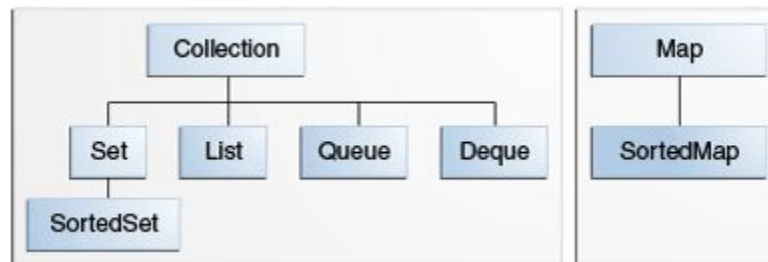 Collection
Map
Set
List
Queue
Deque
SortedMap
SortedSet